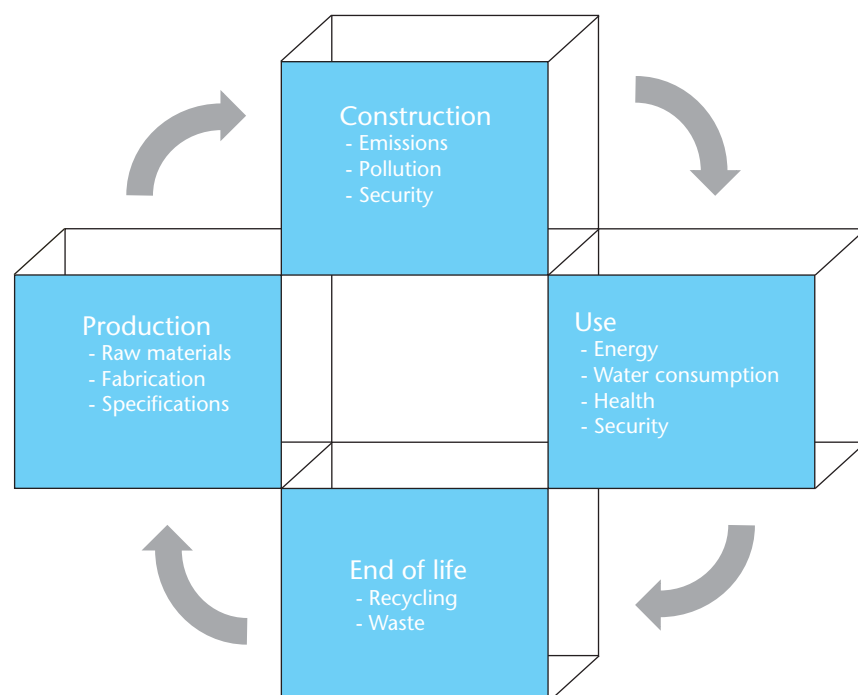 Construction
- Emissions
- Pollution
- Security
Production
- Raw materials
- Fabrication
- Specifications
Use
- Energy
- Water consumption
- Health
- Security
End of life
- Recycling
- Waste